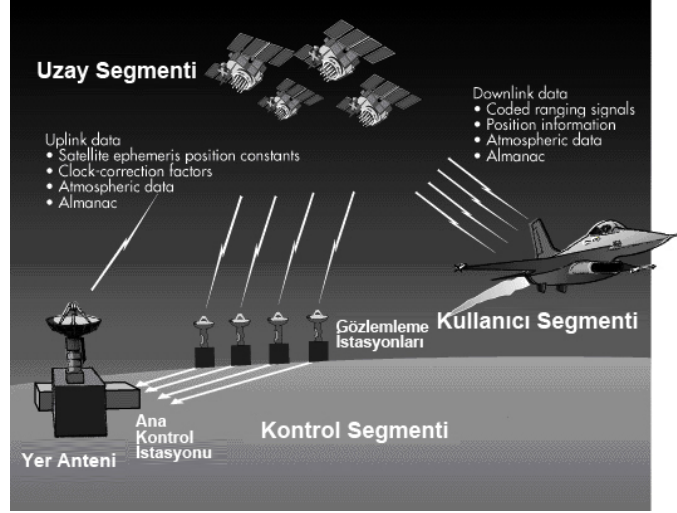 Uzay Segmenti
Downlink data
• Coded ranging signals
• Position information
• Atmospheric data
• Almanac
Uplink data
• Satellite ephemeris position constants
• Clock-correction factors
• Atmospheric data
• Almanac
Gözlemleme
İstasyonları
Kullanıcı Segmenti
Ana
Kontrol
İstasyonu
Kontrol Segmenti
Yer Anteni